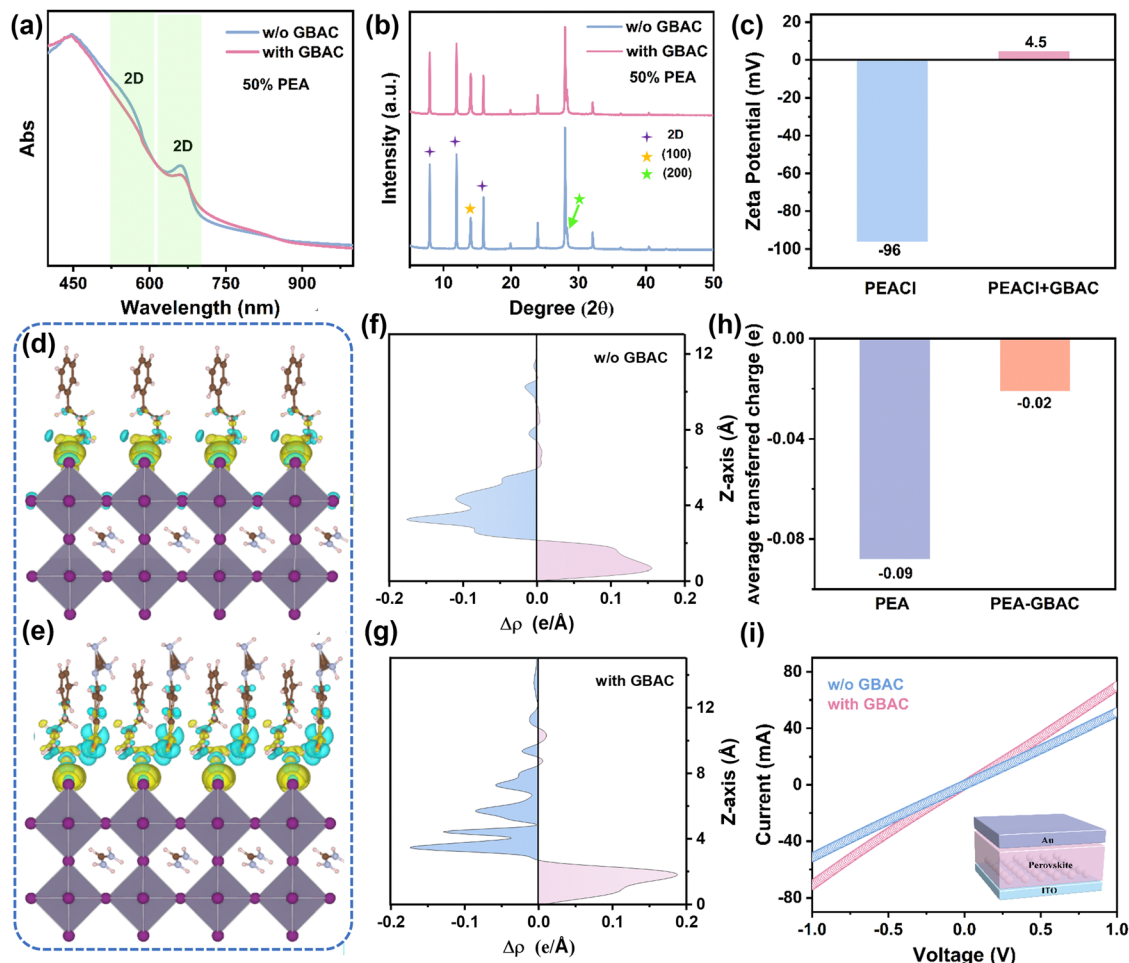 (a)
w/o GBAC
with GBAC
2D
50% PEA
2D
Abs
450 600 750 900
Wavelength (nm)
(b)
w/o GBAC
with GBAC
50% PEA
2D
(100)
(200)
Intensity (a.u.)
10 20 30 40 50
Degree (2θ)
(c)
Zeta Potential (mV)
20
0
-20
-40
-60
-80
-100
4.5
-96
PEACl
PEACl+GBAC
(d)
(e)
(f)
w/o GBAC
12
8
4
0
Z-axis (Å)
-0.2 -0.1 0.0 0.1 0.2
Δρ (e/Å)
(g)
with GBAC
12
8
4
0
Z-axis (Å)
-0.2 -0.1 0.0 0.1 0.2
Δρ (e/Å)
(h)
Average transferred charge (e)
0.00
-0.04
-0.08
-0.02
-0.09
PEA
PEA-GBAC
(i)
w/o GBAC
with GBAC
Current (mA)
80
40
0
-40
-80
Au
Perovskite
ITO
-1.0 -0.5 0.0 0.5 1.0
Voltage (V)